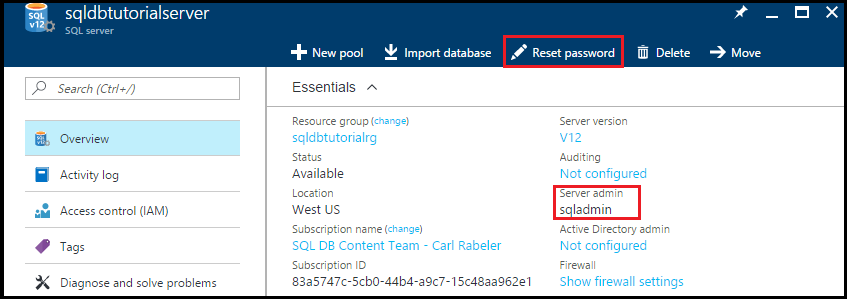 sqldbtutorialserver
SQL server
SQL
V12
New pool
Import database
Reset password
Delete
Move
Search (Ctrl+/)
Overview
Activity log
Access control (IAM)
Tags
Diagnose and solve problems
Essentials
Resource group (change)
sqldbtutorialrg
Status
Available
Location
West US
Subscription name (change)
SQL DB Content Team - Carl Rabeler
Subscription ID
83a5747c-5cb0-44b4-a9c7-15c48aa962e1
Server version
V12
Auditing
Not configured
Server admin
sqladmin
Active Directory admin
Not configured
Firewall
Show firewall settings